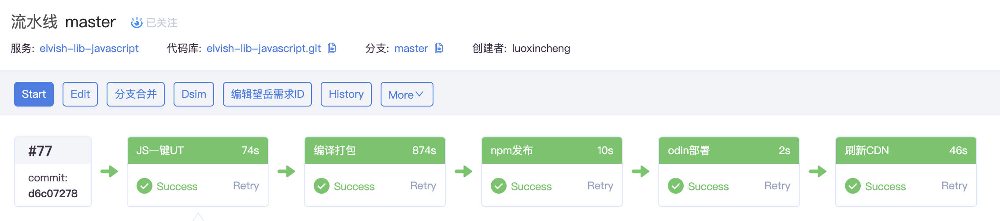 流水线 master 已关注
服务: elvish-lib-javascript 代码库: elvish-lib-javascript.git 分支: master 创建者: luoxincheng
Start Edit 分支合并 Dsim 编辑望岳需求ID History More
#77
commit:
d6c07278
JS一键UT 74s
Success Retry
编译打包 874s
Success Retry
npm发布 10s
Success Retry
odin部署 2s
Success Retry
刷新CDN 46s
Success Retry